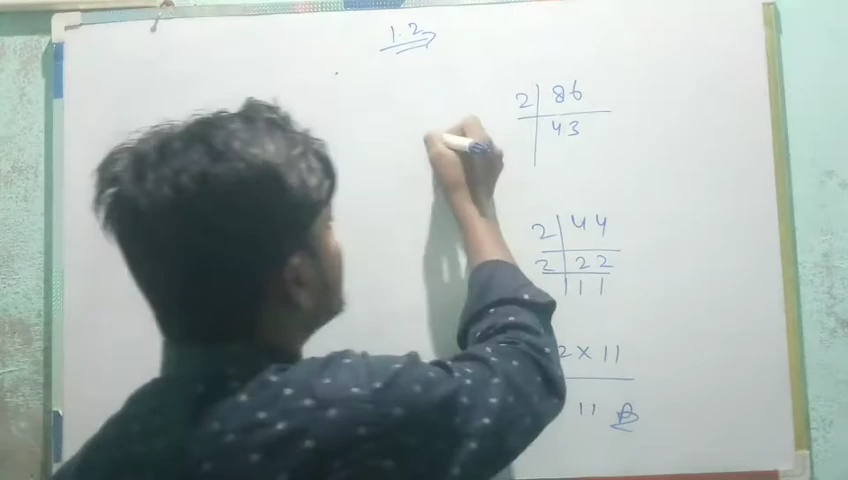 1.2
2 | 86
43
2 | 44
2 | 22
11
2 × 11
11